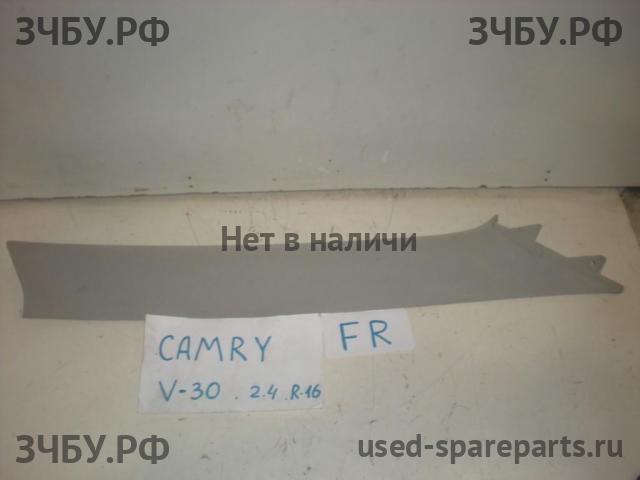 ЗЧБУ.РФ
ЗЧБУ.РФ
Нет в наличи
CAMRY
V-30 . 2.4 . R-16
FR
ЗЧБУ.РФ
used-spareparts.ru